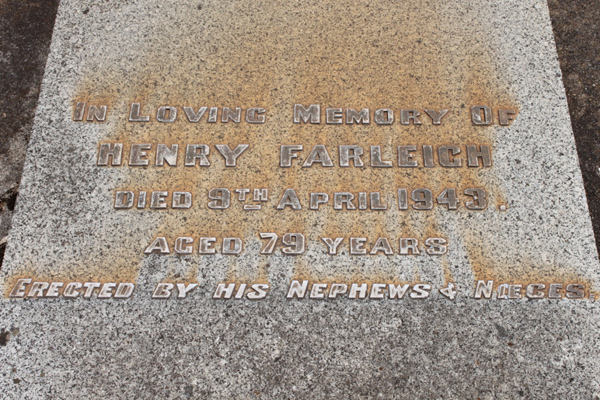 In Loving Memory Of
HENRY FARLEIGH
Died 9TH April 1943.
AGED 79 YEARS
Erected by his Nephews & Nieces.